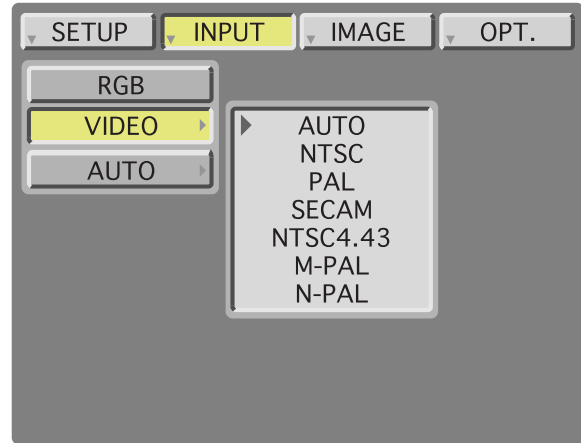 SETUP INPUT IMAGE OPT.
RGB
VIDEO
AUTO
AUTO
NTSC
PAL
SECAM
NTSC4.43
M-PAL
N-PAL